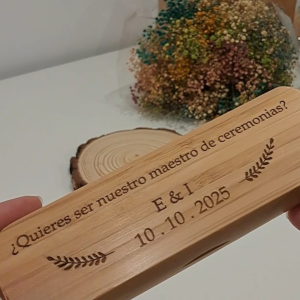 ¿Quieres ser nuestro maestro de ceremonias?
E & I
10 . 10 . 2025